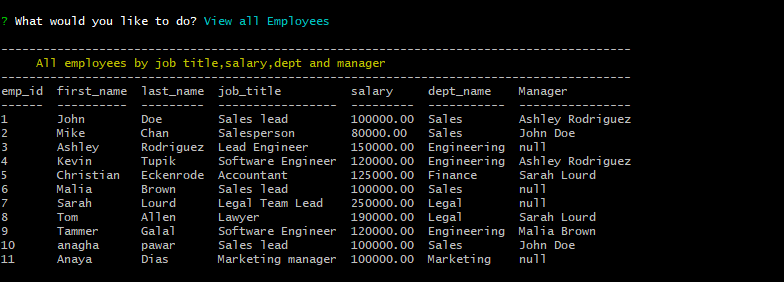 ? What would you like to do? View all Employees
------------------------------------------------------------------------------------------
All employees by job title,salary,dept and manager
------------------------------------------------------------------------------------------
emp_id  first_name  last_name  job_title          salary     dept_name    Manager
------  ----------  ---------  -----------------  ---------  -----------  ----------------
1       John        Doe        Sales lead         100000.00  Sales        Ashley Rodriguez
2       Mike        Chan       Salesperson        80000.00   Sales        John Doe
3       Ashley      Rodriguez  Lead Engineer      150000.00  Engineering  null
4       Kevin       Tupik      Software Engineer  120000.00  Engineering  Ashley Rodriguez
5       Christian   Eckenrode  Accountant         125000.00  Finance      Sarah Lourd
6       Malia       Brown      Sales lead         100000.00  Sales        null
7       Sarah       Lourd      Legal Team Lead    250000.00  Legal        null
8       Tom         Allen      Lawyer             190000.00  Legal        Sarah Lourd
9       Tammer      Galal      Software Engineer  120000.00  Engineering  Malia Brown
10      anagha      pawar      Sales lead         100000.00  Sales        John Doe
11      Anaya       Dias       Marketing manager  100000.00  Marketing    null